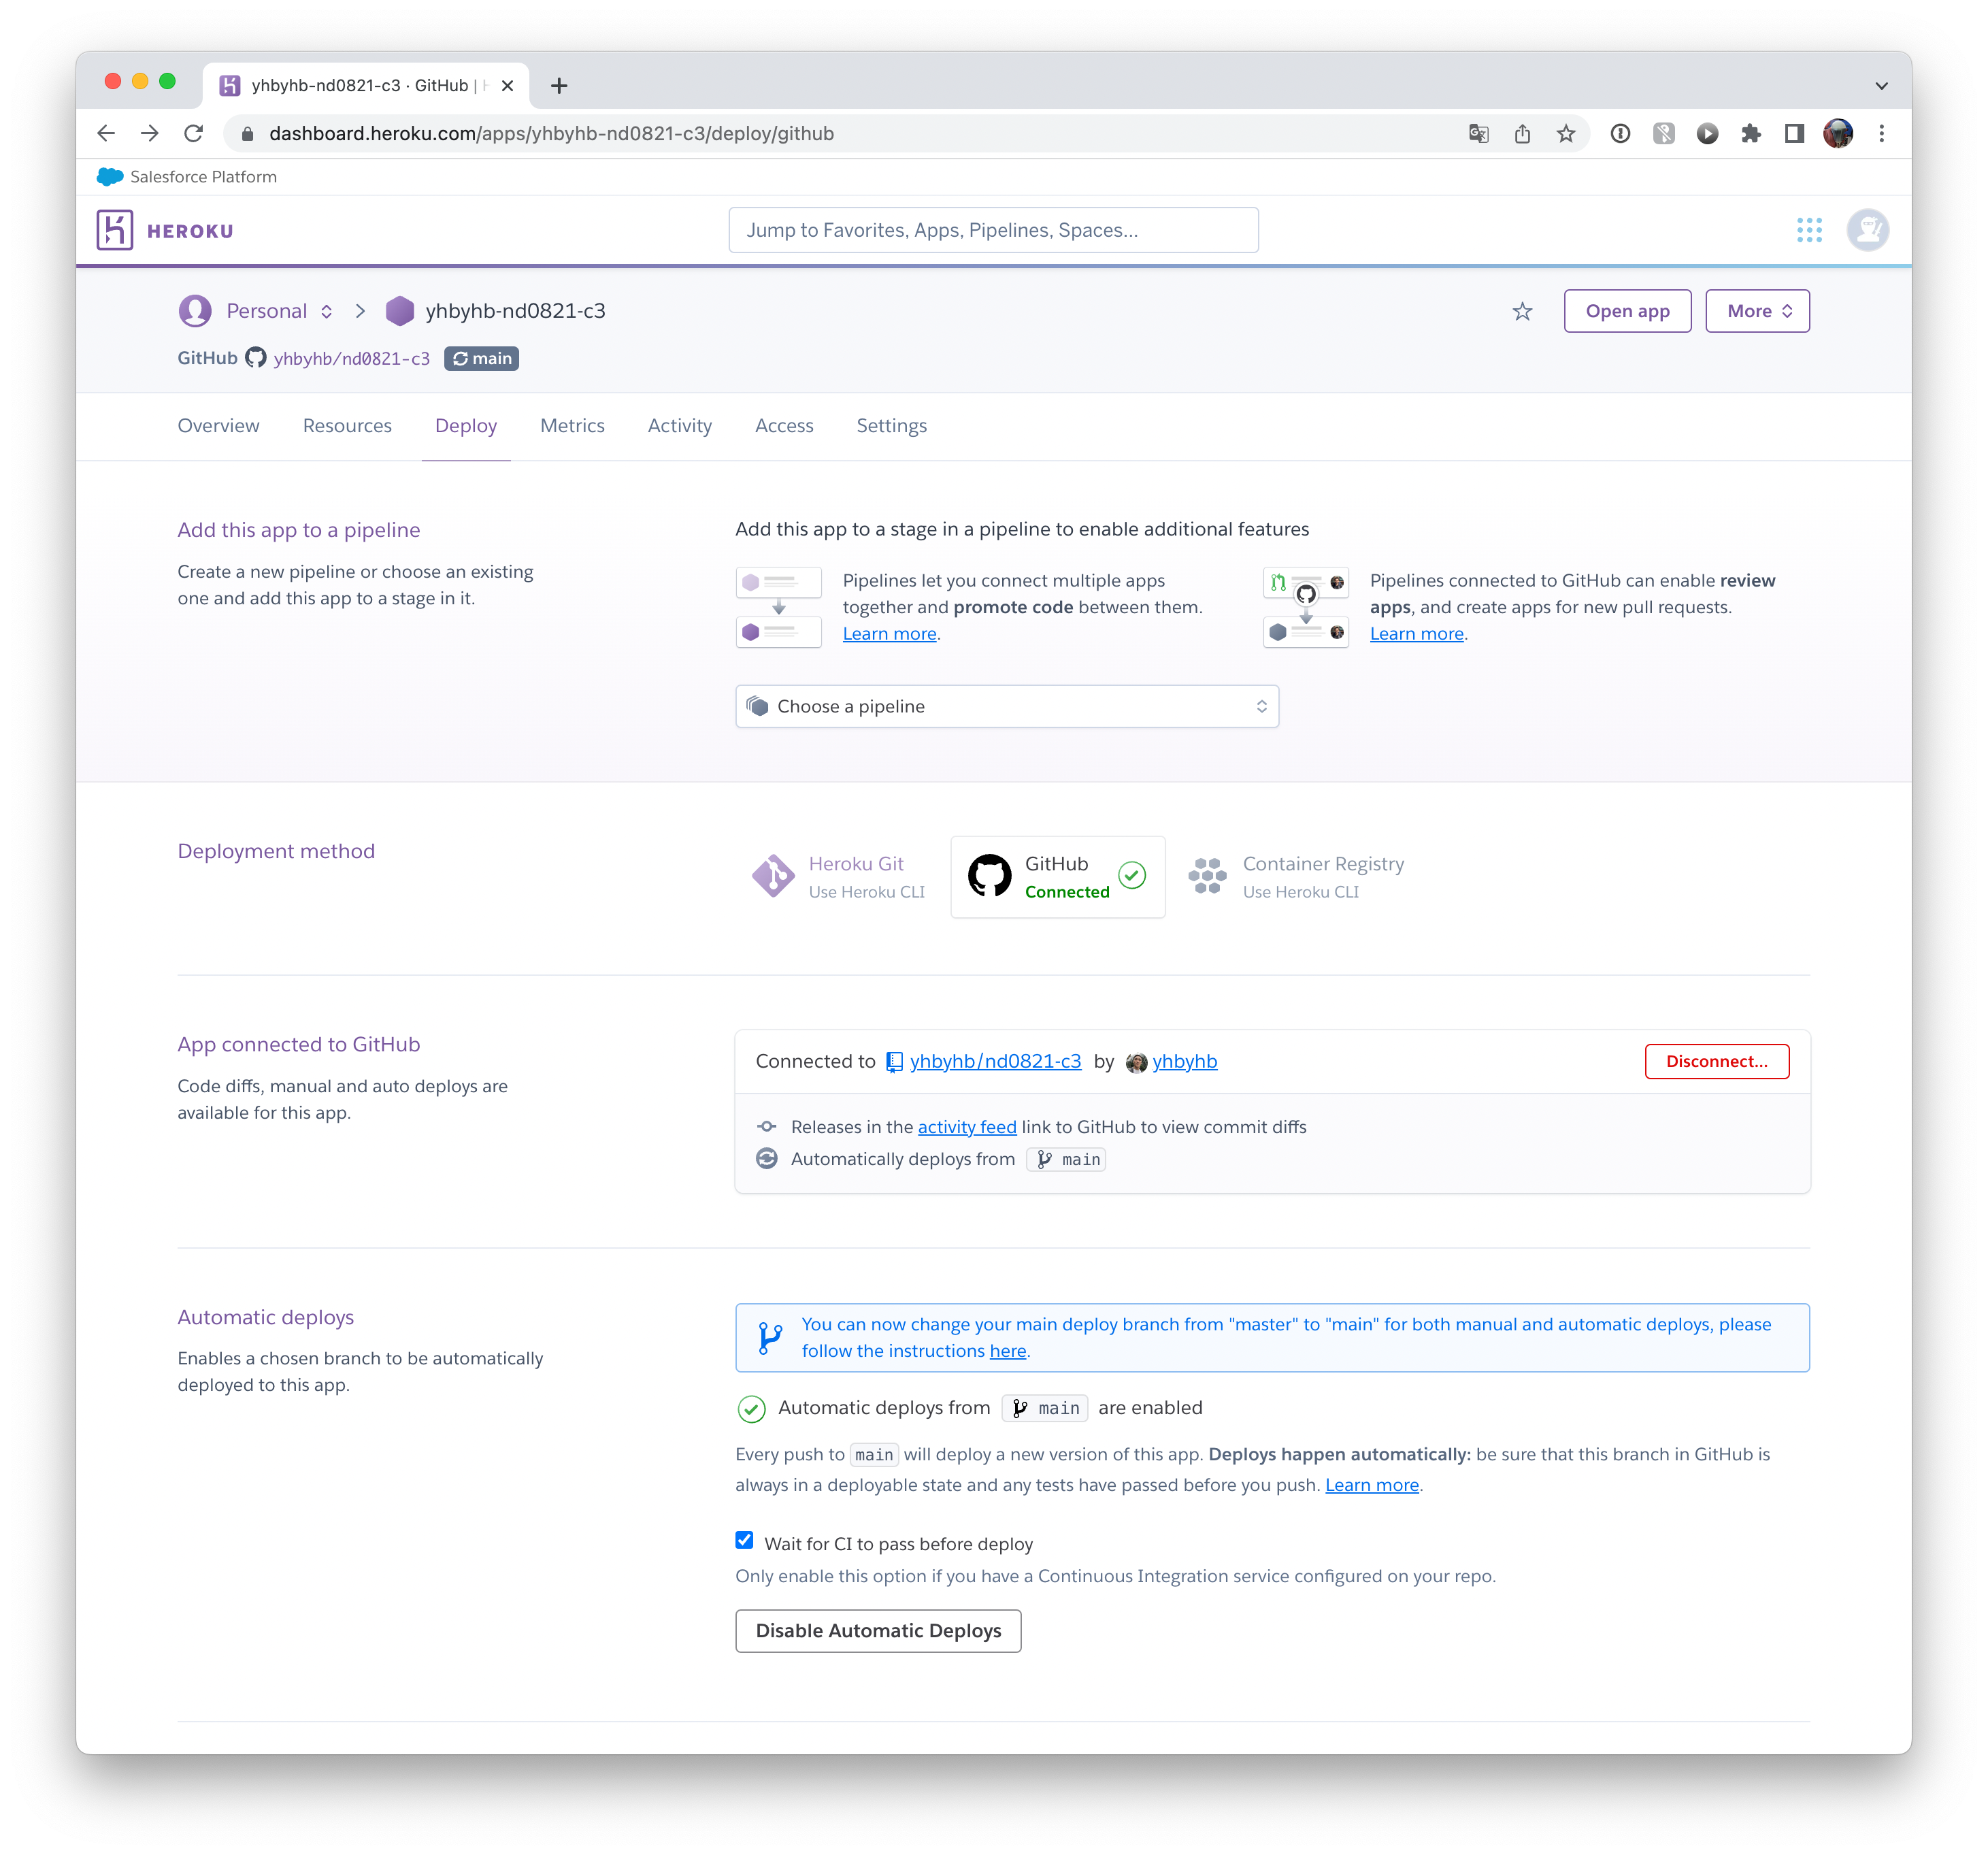 yhbyhb-nd0821-c3 · GitHub |
dashboard.heroku.com/apps/yhbyhb-nd0821-c3/deploy/github
Salesforce Platform
HEROKU
Jump to Favorites, Apps, Pipelines, Spaces...
Personal
yhbyhb-nd0821-c3
Open app
More
GitHub yhbyhb/nd0821-c3 main
Overview
Resources
Deploy
Metrics
Activity
Access
Settings
Add this app to a pipeline
Create a new pipeline or choose an existing
one and add this app to a stage in it.
Add this app to a stage in a pipeline to enable additional features
Pipelines let you connect multiple apps
together and promote code between them.
Learn more.
Pipelines connected to GitHub can enable review
apps, and create apps for new pull requests.
Learn more.
Choose a pipeline
Deployment method
Heroku Git
Use Heroku CLI
GitHub
Connected
Container Registry
Use Heroku CLI
App connected to GitHub
Code diffs, manual and auto deploys are
available for this app.
Connected to yhbyhb/nd0821-c3 by yhbyhb
Disconnect...
Releases in the activity feed link to GitHub to view commit diffs
Automatically deploys from main
Automatic deploys
Enables a chosen branch to be automatically
deployed to this app.
You can now change your main deploy branch from "master" to "main" for both manual and automatic deploys, please
follow the instructions here.
Automatic deploys from main are enabled
Every push to main will deploy a new version of this app. Deploys happen automatically: be sure that this branch in GitHub is
always in a deployable state and any tests have passed before you push. Learn more.
Wait for CI to pass before deploy
Only enable this option if you have a Continuous Integration service configured on your repo.
Disable Automatic Deploys